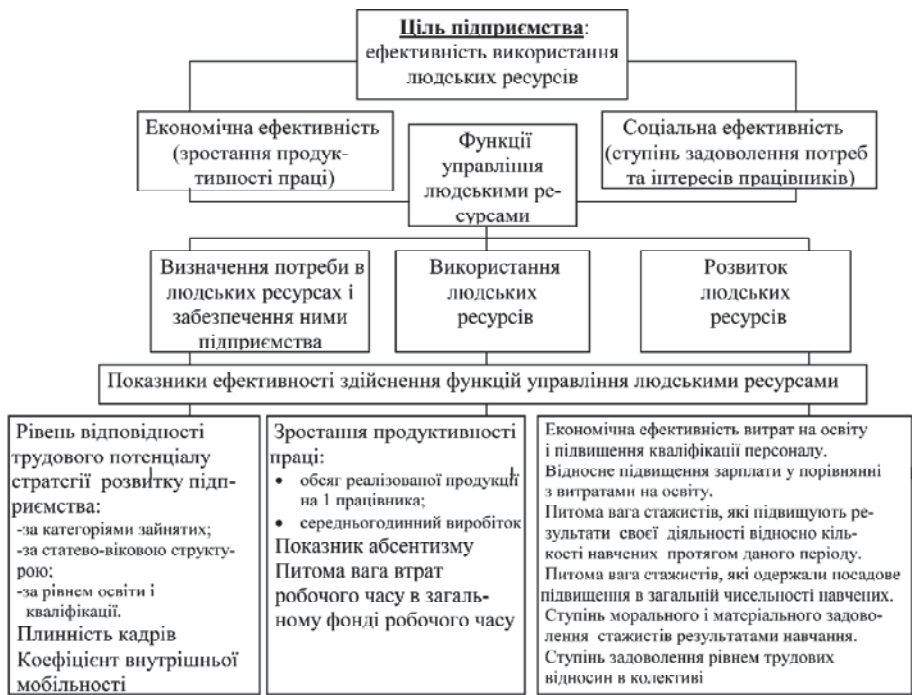 Ціль підприємства:
ефективність використання
людських ресурсів
Економічна ефективність
(зростання продук-
тивності праці)
Функції
управління
людськими ре-
сурсами
Соціальна ефективність
(ступінь задоволення потреб
та інтересів працівників)
Визначення потреби в
людських ресурсах і
забезпечення ними
підприємства
Використання
людських
ресурсів
Розвиток
людських
ресурсів
Показники ефективності здійснення функцій управління людськими ресурсами
Рівень відповідності
трудового потенціалу
стратегії розвитку підп-
риємства:
-за категоріями зайнятих;
-за статево-віковою структу-
рою;
-за рівнем освіти і
кваліфікації.
Плинність кадрів
Коефіцієнт внутрішньої
мобільності
Зростання продуктивності
праці:
• обсяг реалізованої продукції
на 1 працівника;
• середньогодинний виробіток
Показник абсентизму
Питома вага втрат
робочого часу в загаль-
ному фонді робочого часу
Економічна ефективність витрат на освіту
і підвищення кваліфікації персоналу.
Відносне підвищення зарплати у порівнянні
з витратами на освіту.
Питома вага стажистів, які підвищують ре-
зультати своєї діяльності відносно кіль-
кості навчених протягом даного періоду.
Питома вага стажистів, які одержали посадове
підвищення в загальній чисельності навчених.
Ступінь морального і матеріального задово-
лення стажистів результатами навчання.
Ступінь задоволення рівнем трудових
відносин в колективі